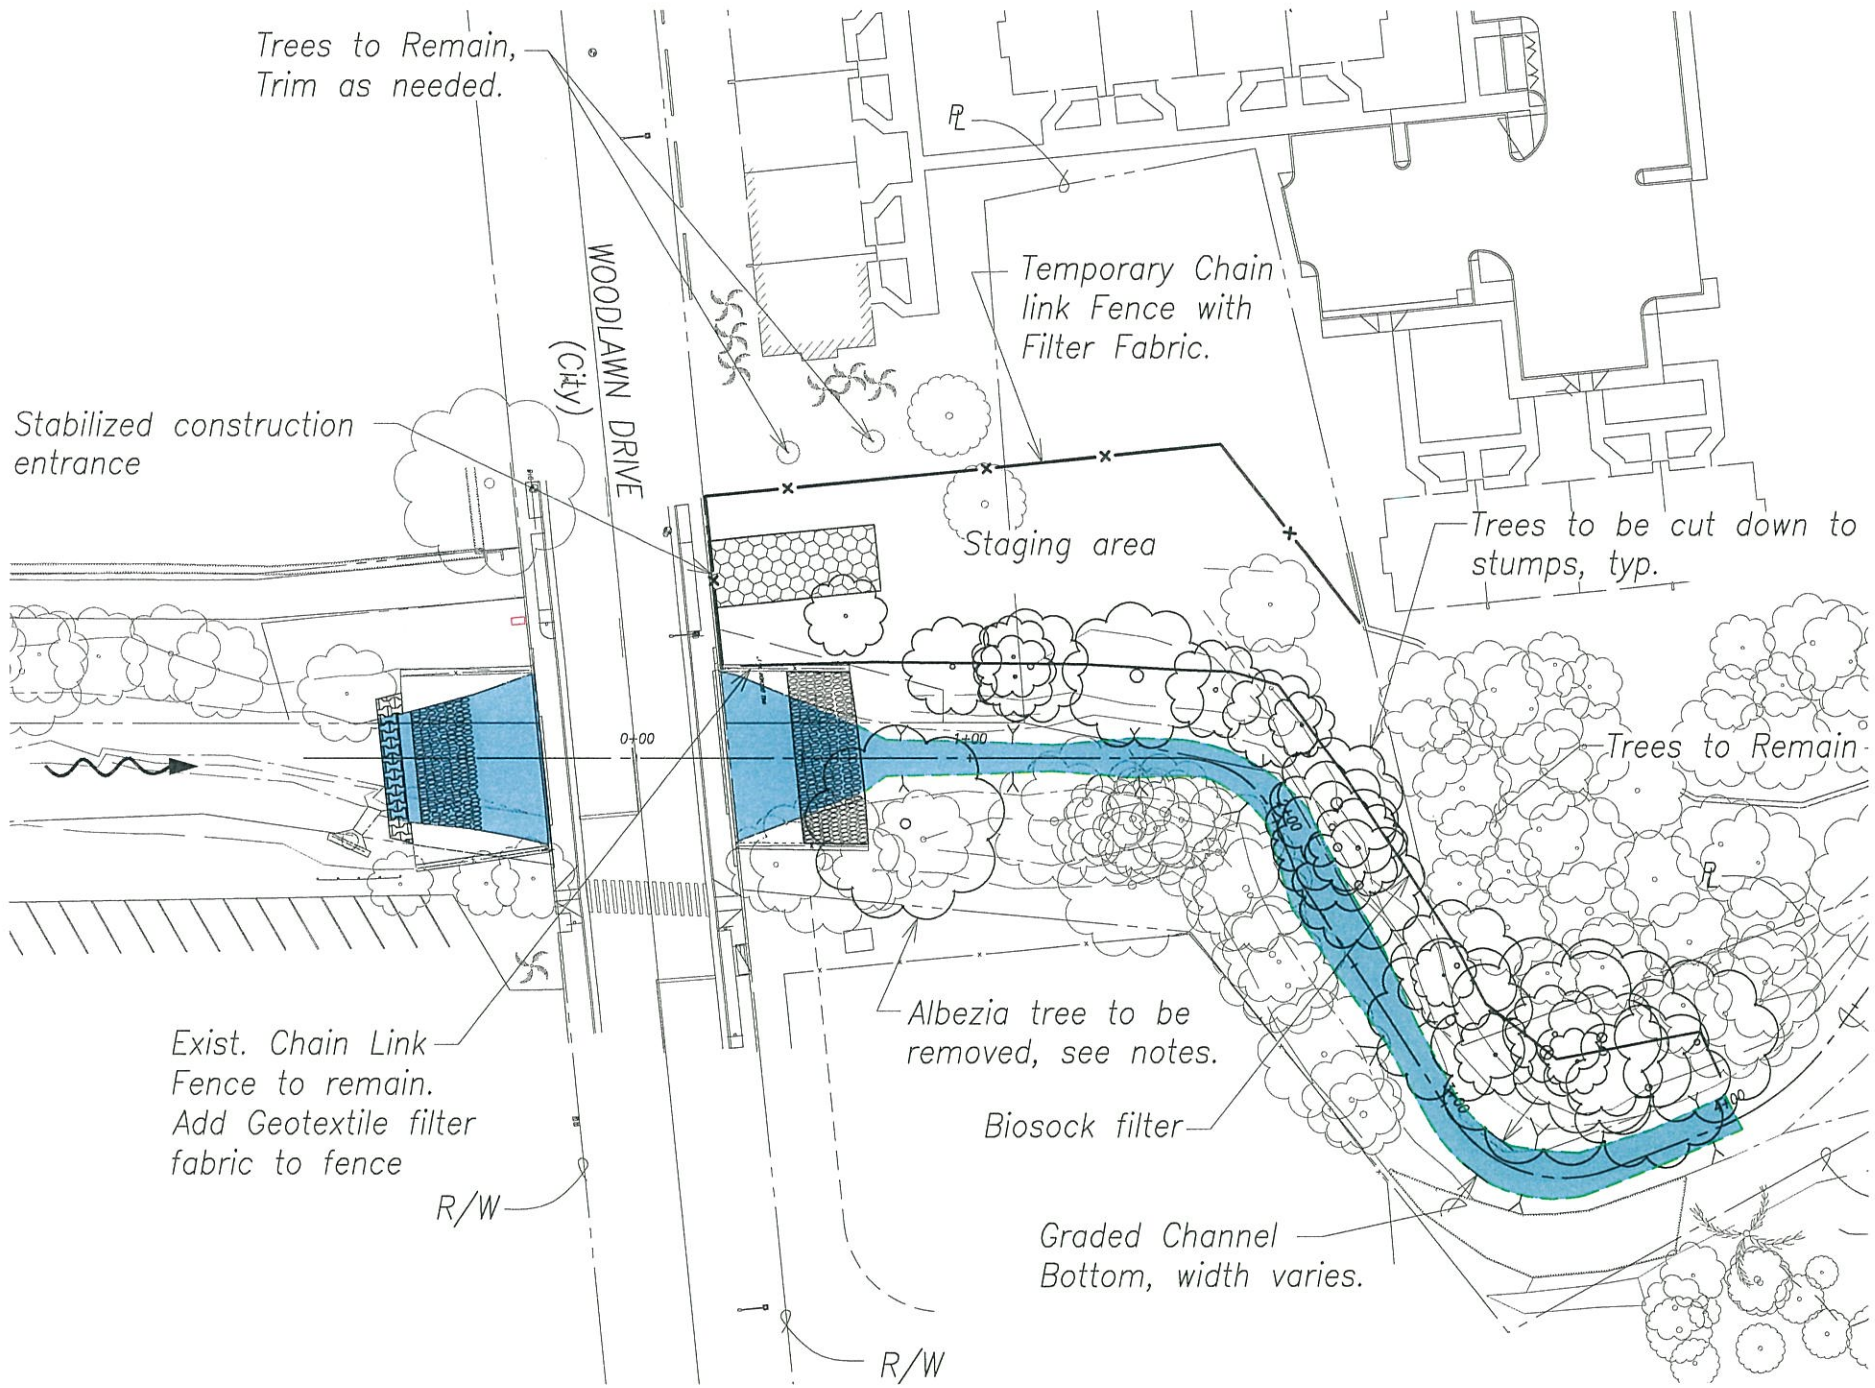 Trees to Remain,
Trim as needed.
PL
WOODLAWN DRIVE
(City)
Temporary Chain
link Fence with
Filter Fabric.
Stabilized construction
entrance
Staging area
Trees to be cut down to
stumps, typ.
Trees to Remain
0+00
1+00
PL
4+00
Exist. Chain Link
Fence to remain.
Add Geotextile filter
fabric to fence
Albezia tree to be
removed, see notes.
Biosock filter
R/W
Graded Channel
Bottom, width varies.
R/W